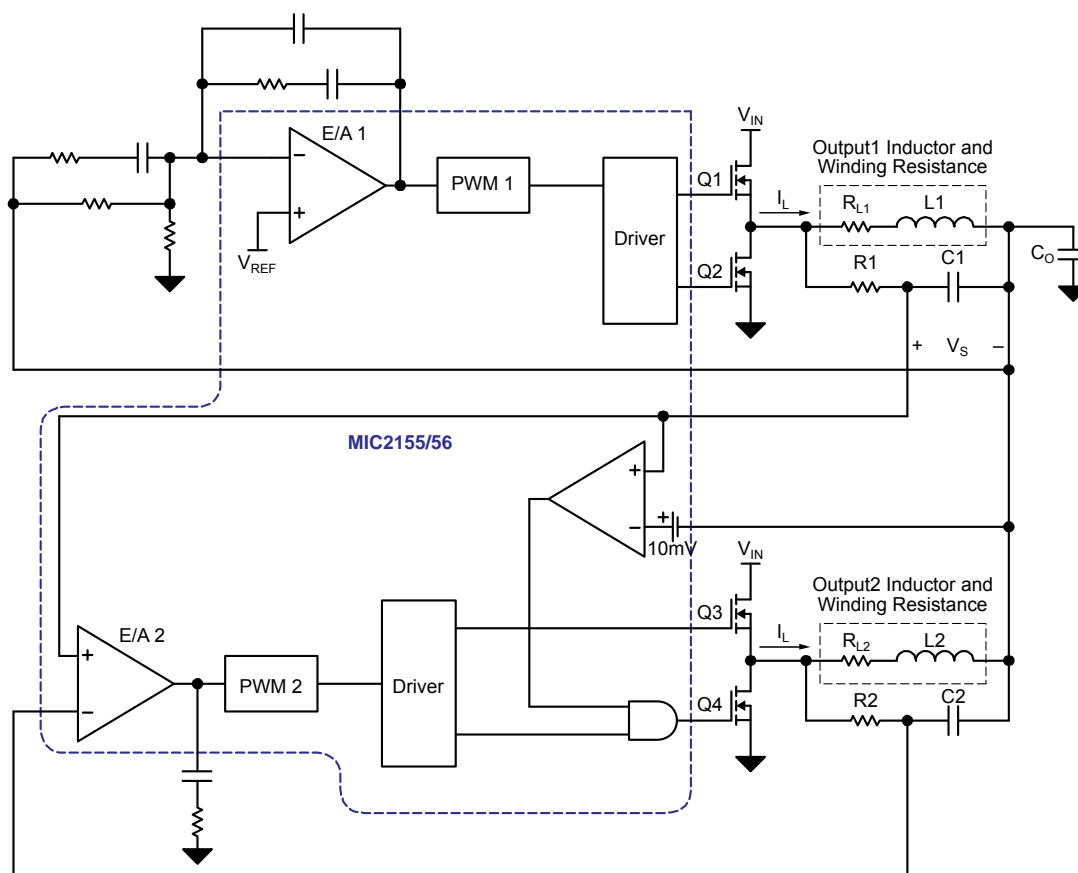 E/A 1
PWM 1
Driver
V_REF
V_IN
Q1
Q2
I_L
Output1 Inductor and
Winding Resistance
R_L1
L1
R1
C1
C_O
+ V_S –
MIC2155/56
+
–
+
–
+
10mV
E/A 2
+
–
PWM 2
Driver
V_IN
Q3
Q4
I_L
Output2 Inductor and
Winding Resistance
R_L2
L2
R2
C2